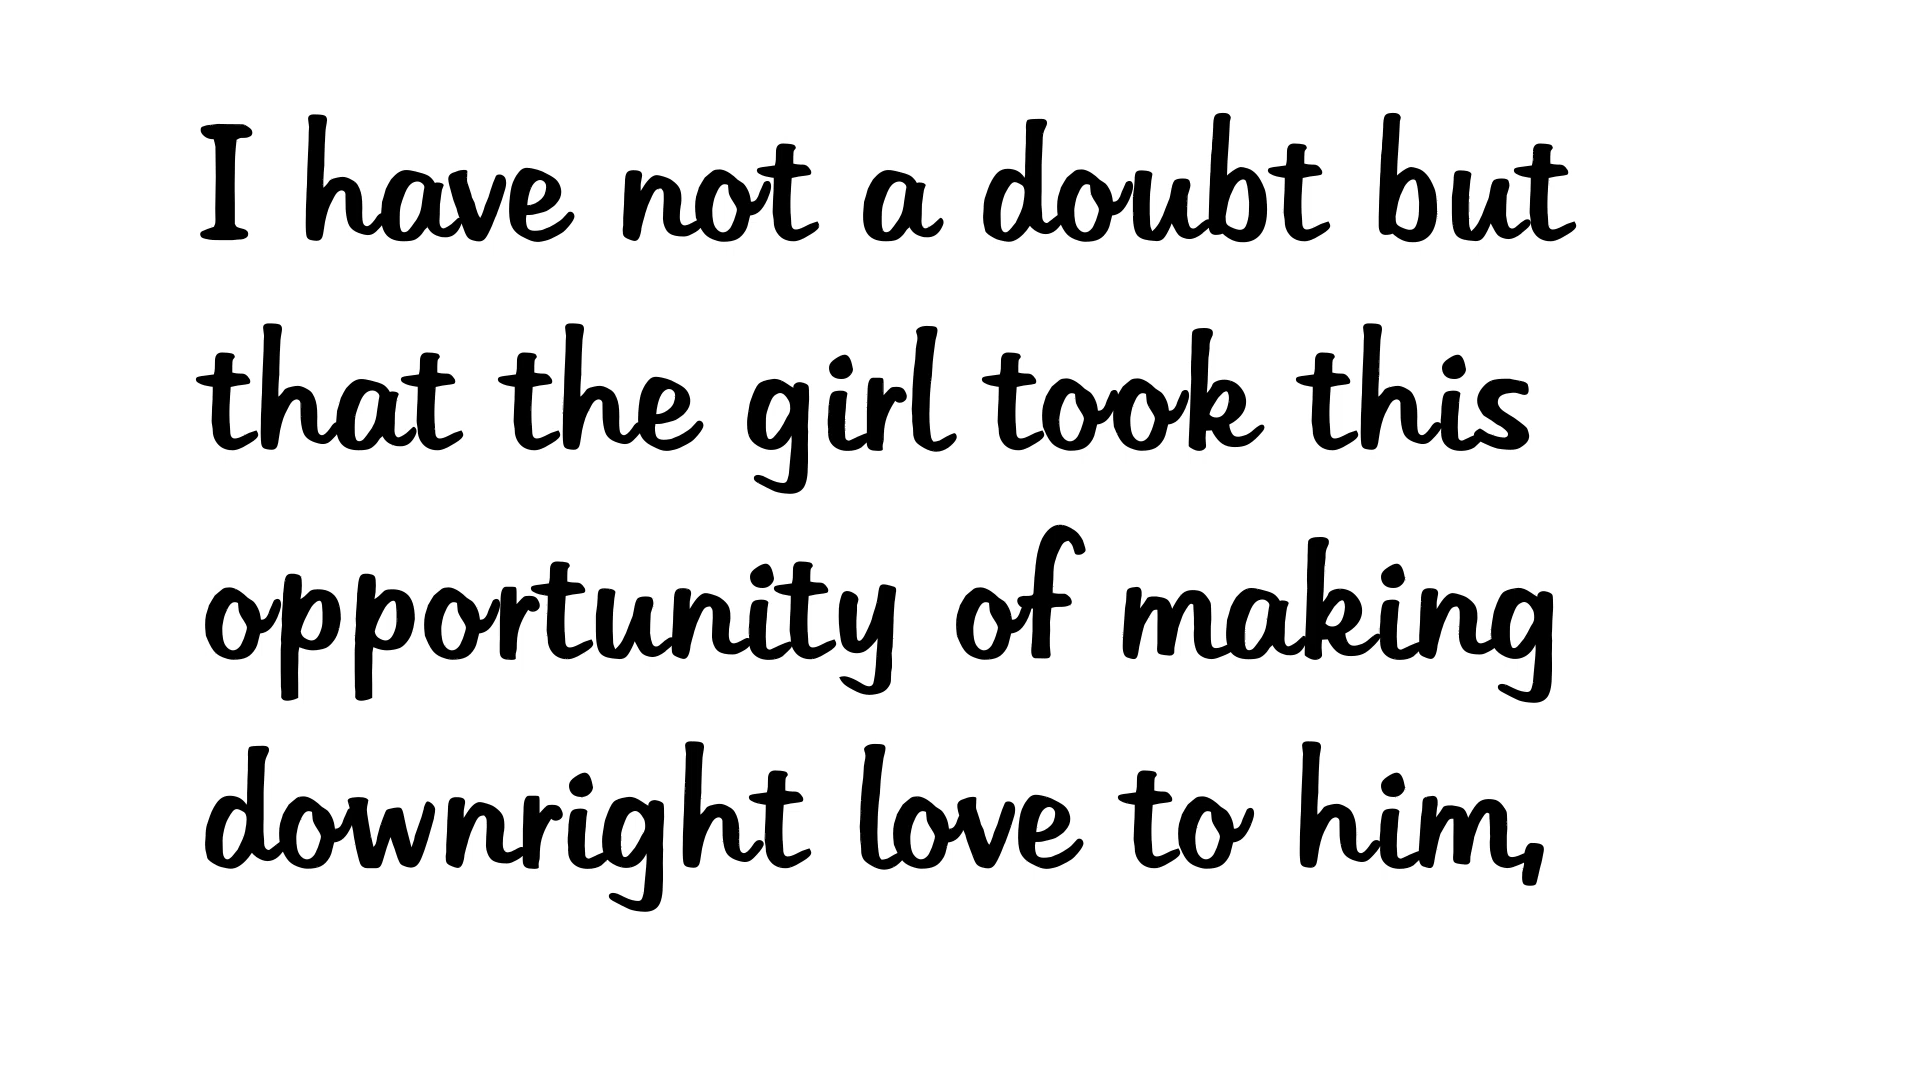 I have not a doubt but
that the girl took this
opportunity of making
downright love to him,